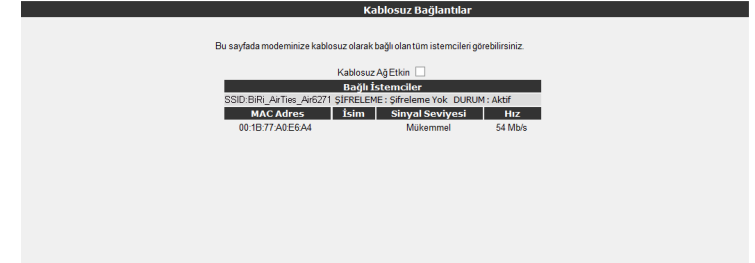 Kablosuz Bağlantılar
Bu sayfada modeminize kablosuz olarak bağlı olan tüm istemcileri görebilirsiniz.
Kablosuz Ağ Etkin
Bağlı İstemciler
SSID:BiRi_AirTies_Air6271 ŞİFRELEME : Şifreleme Yok DURUM : Aktif
MAC Adres İsim Sinyal Seviyesi Hız
00:1B:77:A0:E6:A4 Mükemmel 54 Mb/s